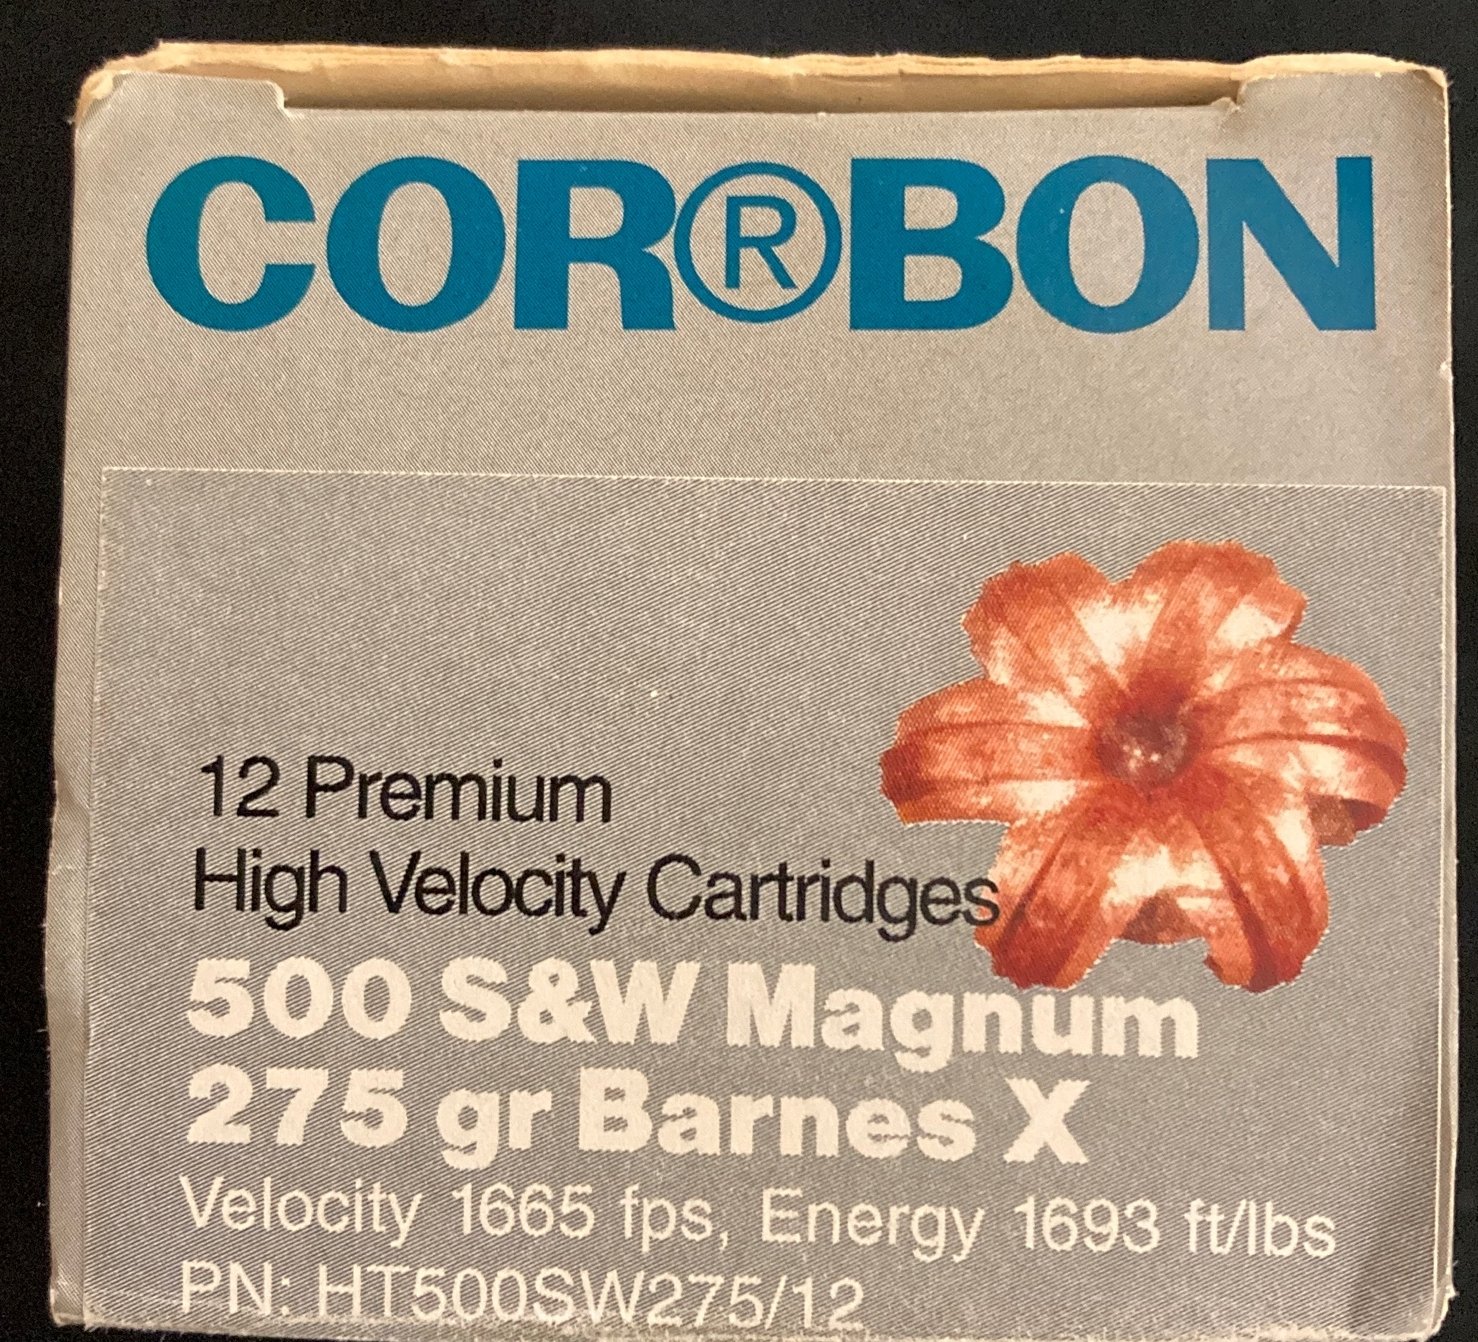 COR®BON
12 Premium
High Velocity Cartridges
500 S&W Magnum
275 gr Barnes X
Velocity 1665 fps, Energy 1693 ft/lbs
PN: HT500SW275/12